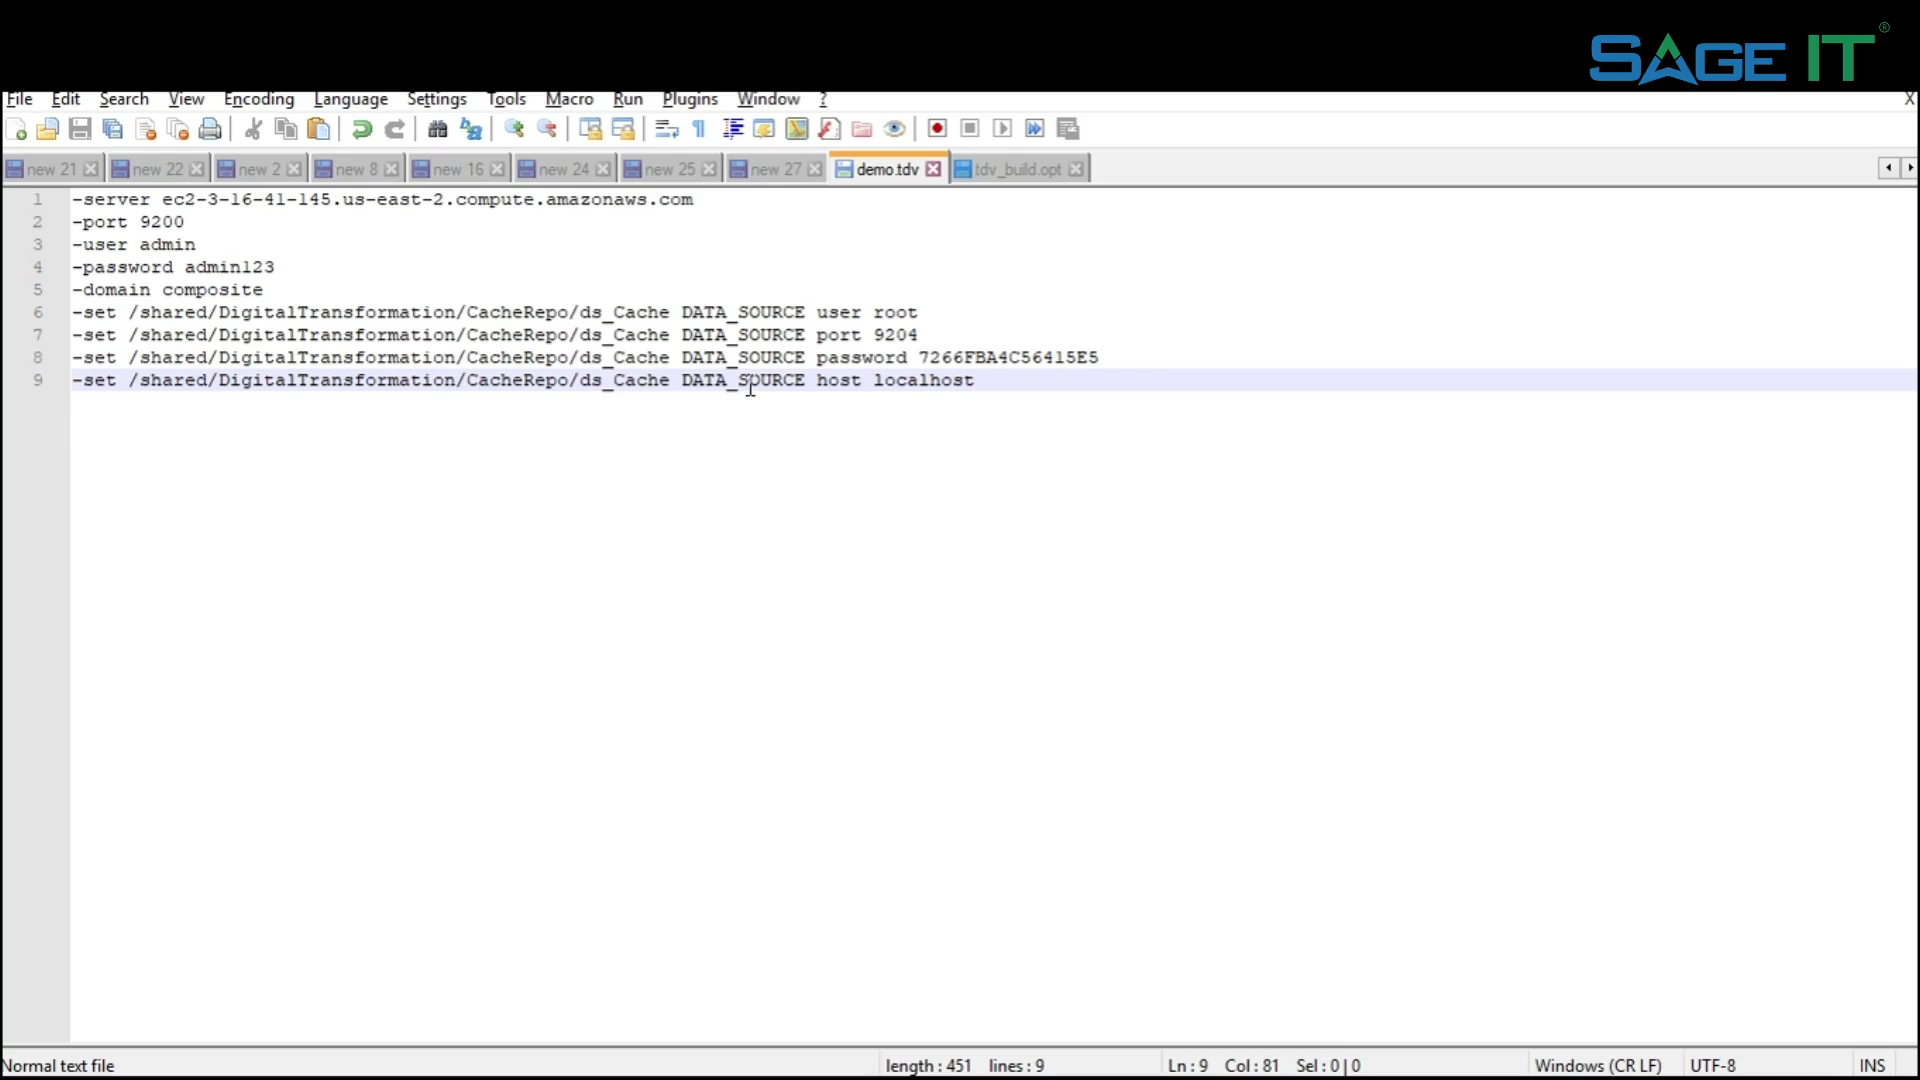 SAGE IT ®
File Edit Search View Encoding Language Settings Tools Macro Run Plugins Window ? X
new 21 new 22 new 2 new 8 new 16 new 24 new 25 new 27 demo.tdv tdv_build.opt
1 -server ec2-3-16-41-145.us-east-2.compute.amazonaws.com
2 -port 9200
3 -user admin
4 -password admin123
5 -domain composite
6 -set /shared/DigitalTransformation/CacheRepo/ds_Cache DATA_SOURCE user root
7 -set /shared/DigitalTransformation/CacheRepo/ds_Cache DATA_SOURCE port 9204
8 -set /shared/DigitalTransformation/CacheRepo/ds_Cache DATA_SOURCE password 7266FBA4C56415E5
9 -set /shared/DigitalTransformation/CacheRepo/ds_Cache DATA_SOURCE host localhost
Normal text file length : 451 lines : 9 Ln : 9 Col : 81 Sel : 0 | 0 Windows (CR LF) UTF-8 INS